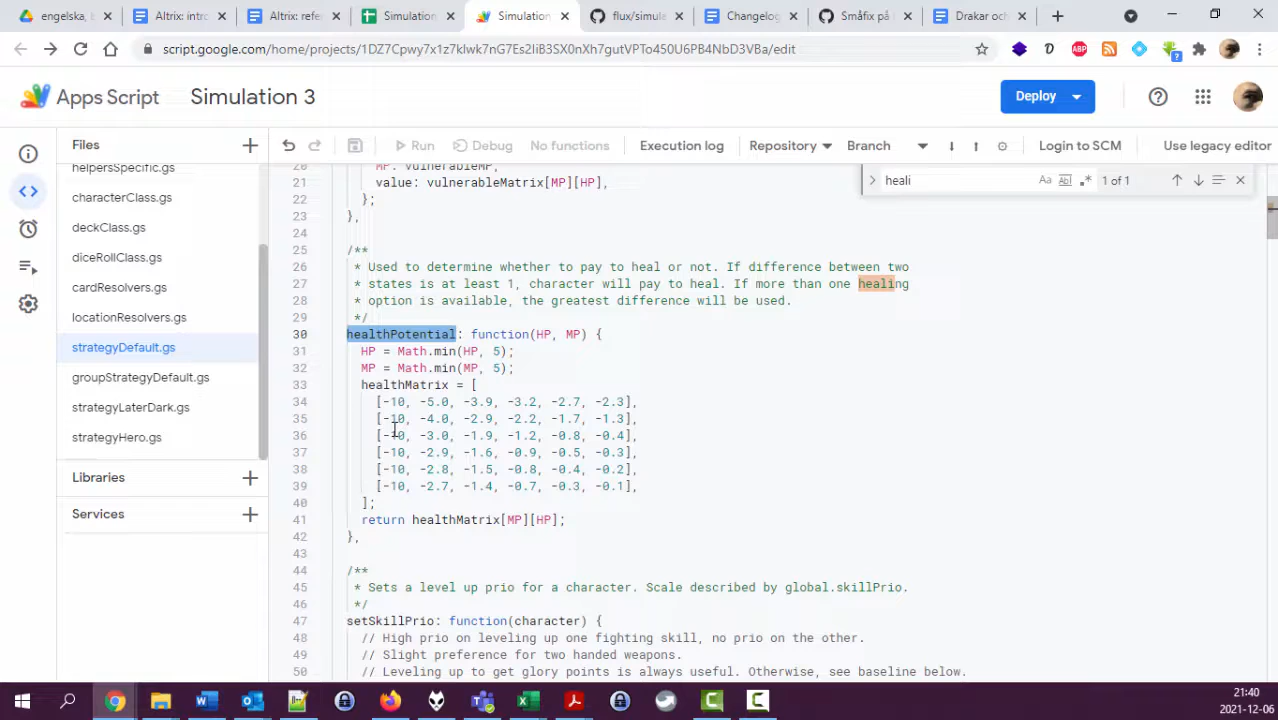 engelska, b
Altrix: intro
Altrix: refe
Simulation
Simulation
flux/simule
Changelog
Småfix på l
Drakar och
script.google.com/home/projects/1DZ7Cpwy7x1z7klwk7nG7Es2IiB3SX0nXh7gutVPTo450U6PB4NbD3VBa/edit
Apps Script
Simulation 3
Deploy
Files
Run
Debug
No functions
Execution log
Repository
Branch
Login to SCM
Use legacy editor
helpersSpecific.gs
characterClass.gs
deckClass.gs
diceRollClass.gs
cardResolvers.gs
locationResolvers.gs
strategyDefault.gs
groupStrategyDefault.gs
strategyLaterDark.gs
strategyHero.gs
Libraries
Services
heali
Aa
1 of 1
20 MP: vulnerableMP,
21 value: vulnerableMatrix[MP][HP],
22 };
23 },
24
25 /**
26 * Used to determine whether to pay to heal or not. If difference between two
27 * states is at least 1, character will pay to heal. If more than one healing
28 * option is available, the greatest difference will be used.
29 */
30 healthPotential: function(HP, MP) {
31 HP = Math.min(HP, 5);
32 MP = Math.min(MP, 5);
33 healthMatrix = [
34 [-10, -5.0, -3.9, -3.2, -2.7, -2.3],
35 [-10, -4.0, -2.9, -2.2, -1.7, -1.3],
36 [-10, -3.0, -1.9, -1.2, -0.8, -0.4],
37 [-10, -2.9, -1.6, -0.9, -0.5, -0.3],
38 [-10, -2.8, -1.5, -0.8, -0.4, -0.2],
39 [-10, -2.7, -1.4, -0.7, -0.3, -0.1],
40 ];
41 return healthMatrix[MP][HP];
42 },
43
44 /**
45 * Sets a level up prio for a character. Scale described by global.skillPrio.
46 */
47 setSkillPrio: function(character) {
48 // High prio on leveling up one fighting skill, no prio on the other.
49 // Slight preference for two handed weapons.
50 // Leveling up to get glory points is always useful. Otherwise, see baseline below.
21:40
2021-12-06